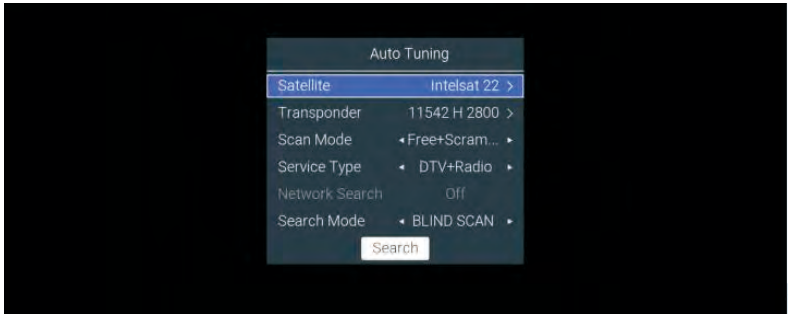 Auto Tuning
Satellite Intelsat 22 >
Transponder 11542 H 2800 >
Scan Mode ◂ Free+Scram... ▸
Service Type ◂ DTV+Radio ▸
Network Search Off
Search Mode ◂ BLIND SCAN ▸
Search